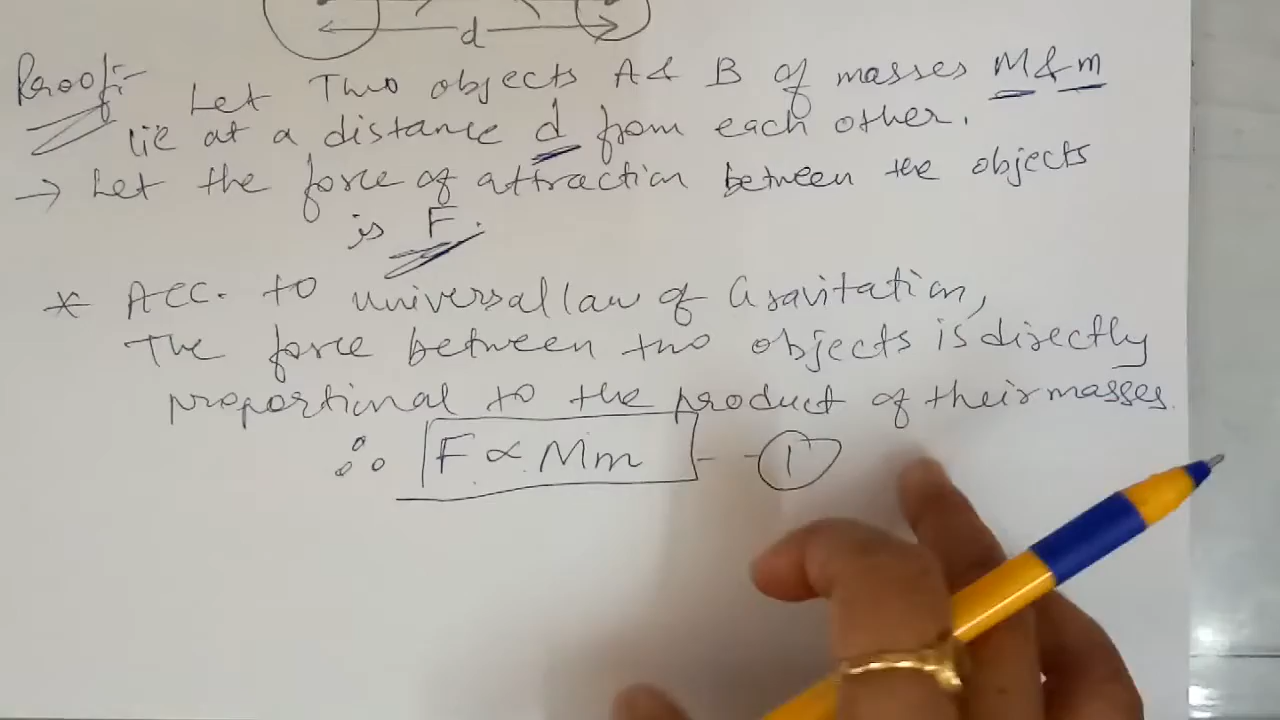 d
Proof:-
Let Two objects A & B of masses M & m
lie at a distance d from each other.
→ Let the force of attraction between the objects
is F.
* Acc. to universal law of Gravitation,
The force between two objects is directly
proportional to the product of their masses.
∴ F ∝ Mm -- 1